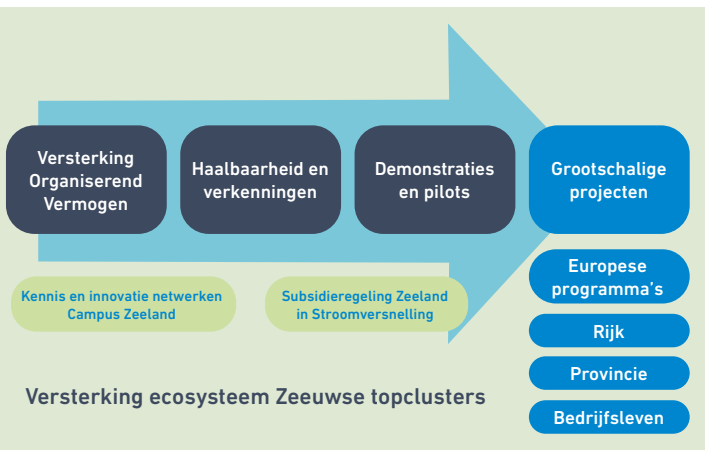 Versterking
Organiserend
Vermogen
Haalbaarheid en
verkenningen
Demonstraties
en pilots
Grootschalige
projecten
Kennis en innovatie netwerken
Campus Zeeland
Subsidieregeling Zeeland
in Stroomversnelling
Europese
programma's
Rijk
Provincie
Bedrijfsleven
Versterking ecosysteem Zeeuwse topclusters